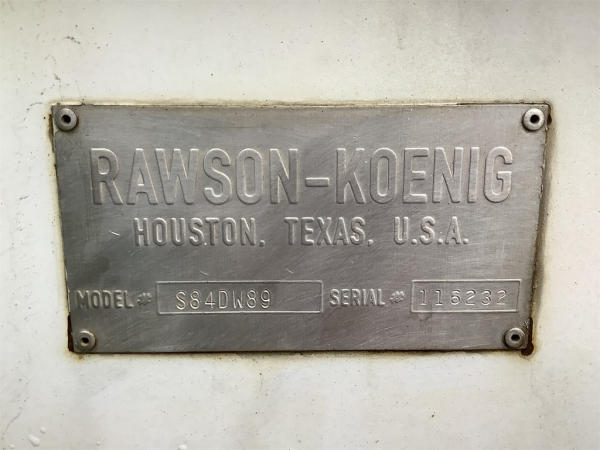 RAWSON-KOENIG
HOUSTON, TEXAS, U.S.A.
MODEL # S84DW89 SERIAL # 116232